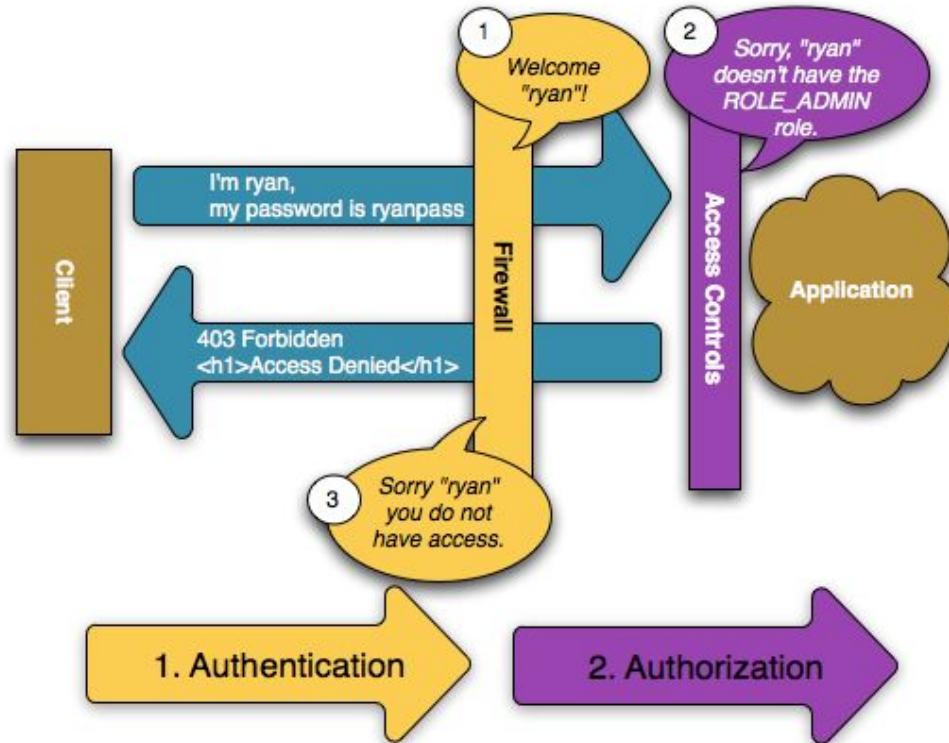 1
Welcome
"ryan"!
2
Sorry, "ryan"
doesn't have the
ROLE_ADMIN
role.
Client
I'm ryan,
my password is ryanpass
Firewall
Access Controls
Application
403 Forbidden
<h1>Access Denied</h1>
3
Sorry "ryan"
you do not
have access.
1. Authentication
2. Authorization